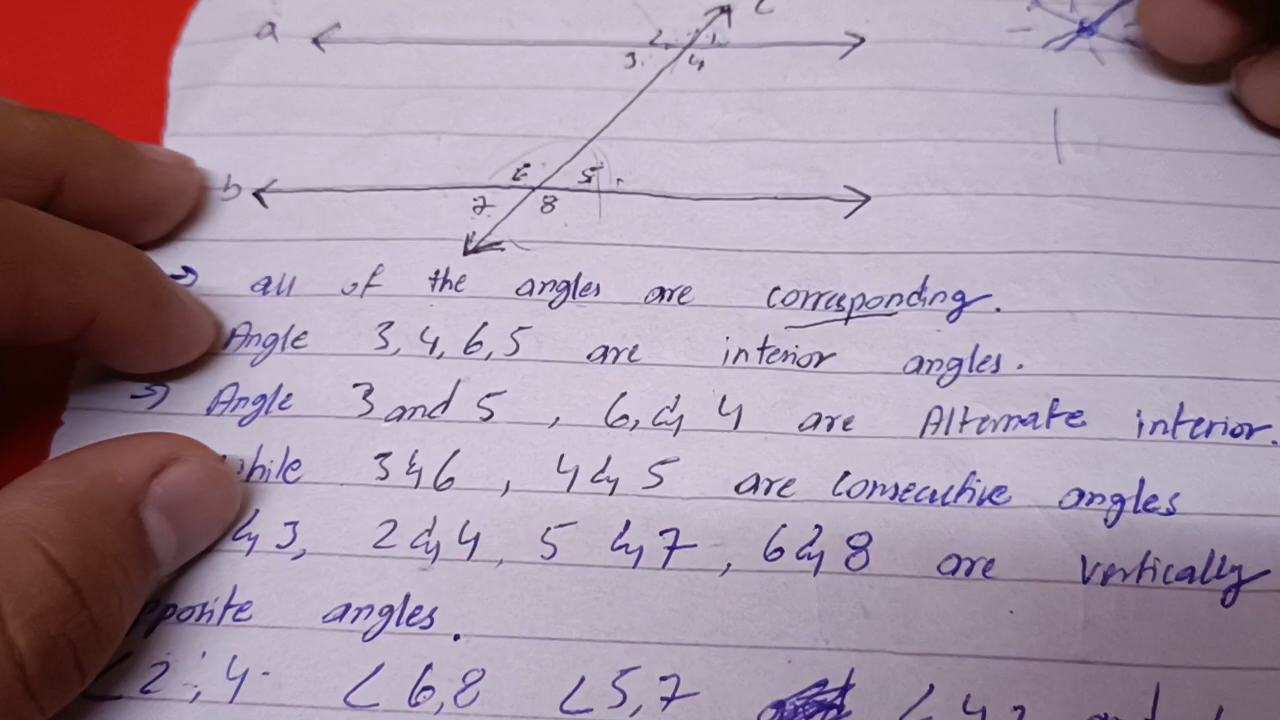 a
2 1
3 4
b
6 5
7 8
all of the angles are corresponding.
Angle 3, 4, 6, 5 are interior angles.
Angle 3 and 5 , 6, & 4 are Alternate interior.
while 3 & 6 , 4 & 5 are consecutive angles
& 3, 2 & 4, 5 & 7 , 6 & 8 are vertically
opposite angles.
<2 , 4 <6,8 <5,7